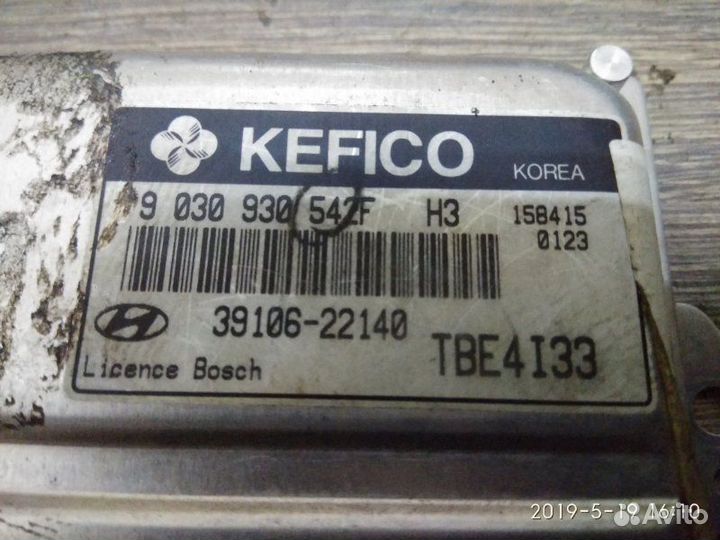 KEFICO
KOREA
9 030 930 542F H3 158415
0123
39106-22140
TBE4I33
Licence Bosch
2019-5-19 16:10
Avito